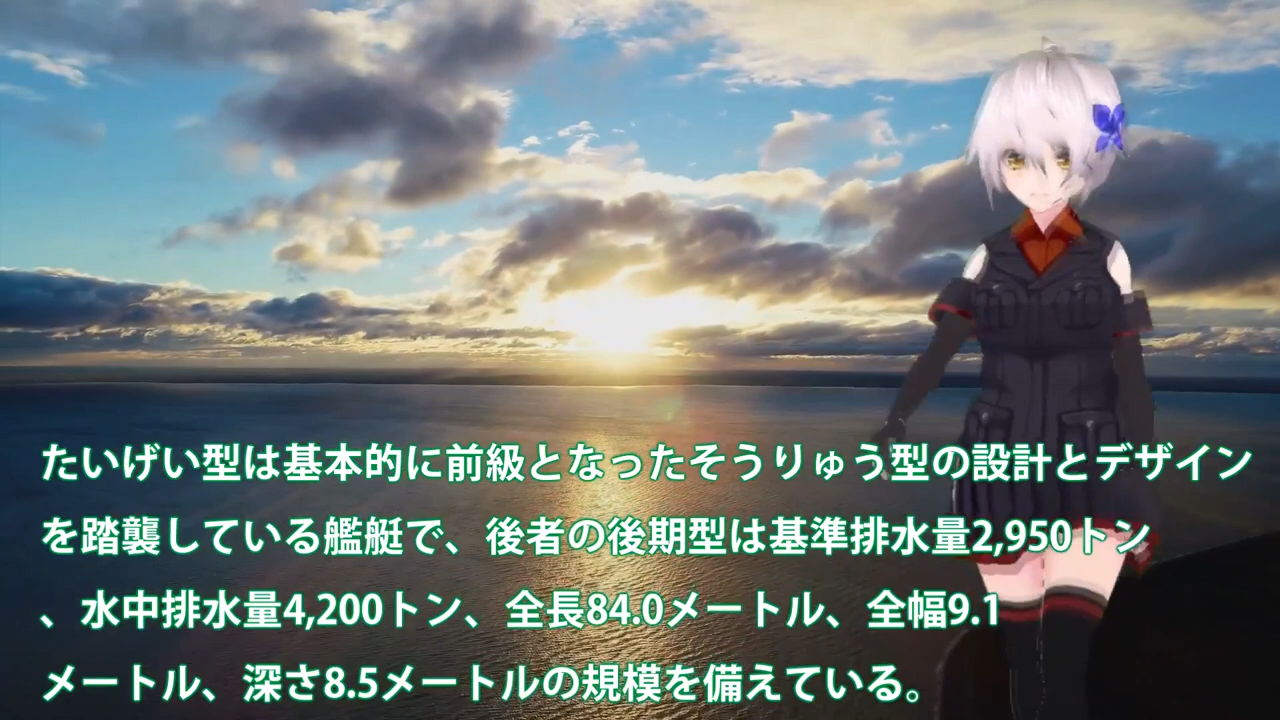 たいげい型は基本的に前級となったそうりゅう型の設計とデザイン
を踏襲している艦艇で、後者の後期型は基準排水量2,950トン
、水中排水量4,200トン、全長84.0メートル、全幅9.1
メートル、深さ8.5メートルの規模を備えている。